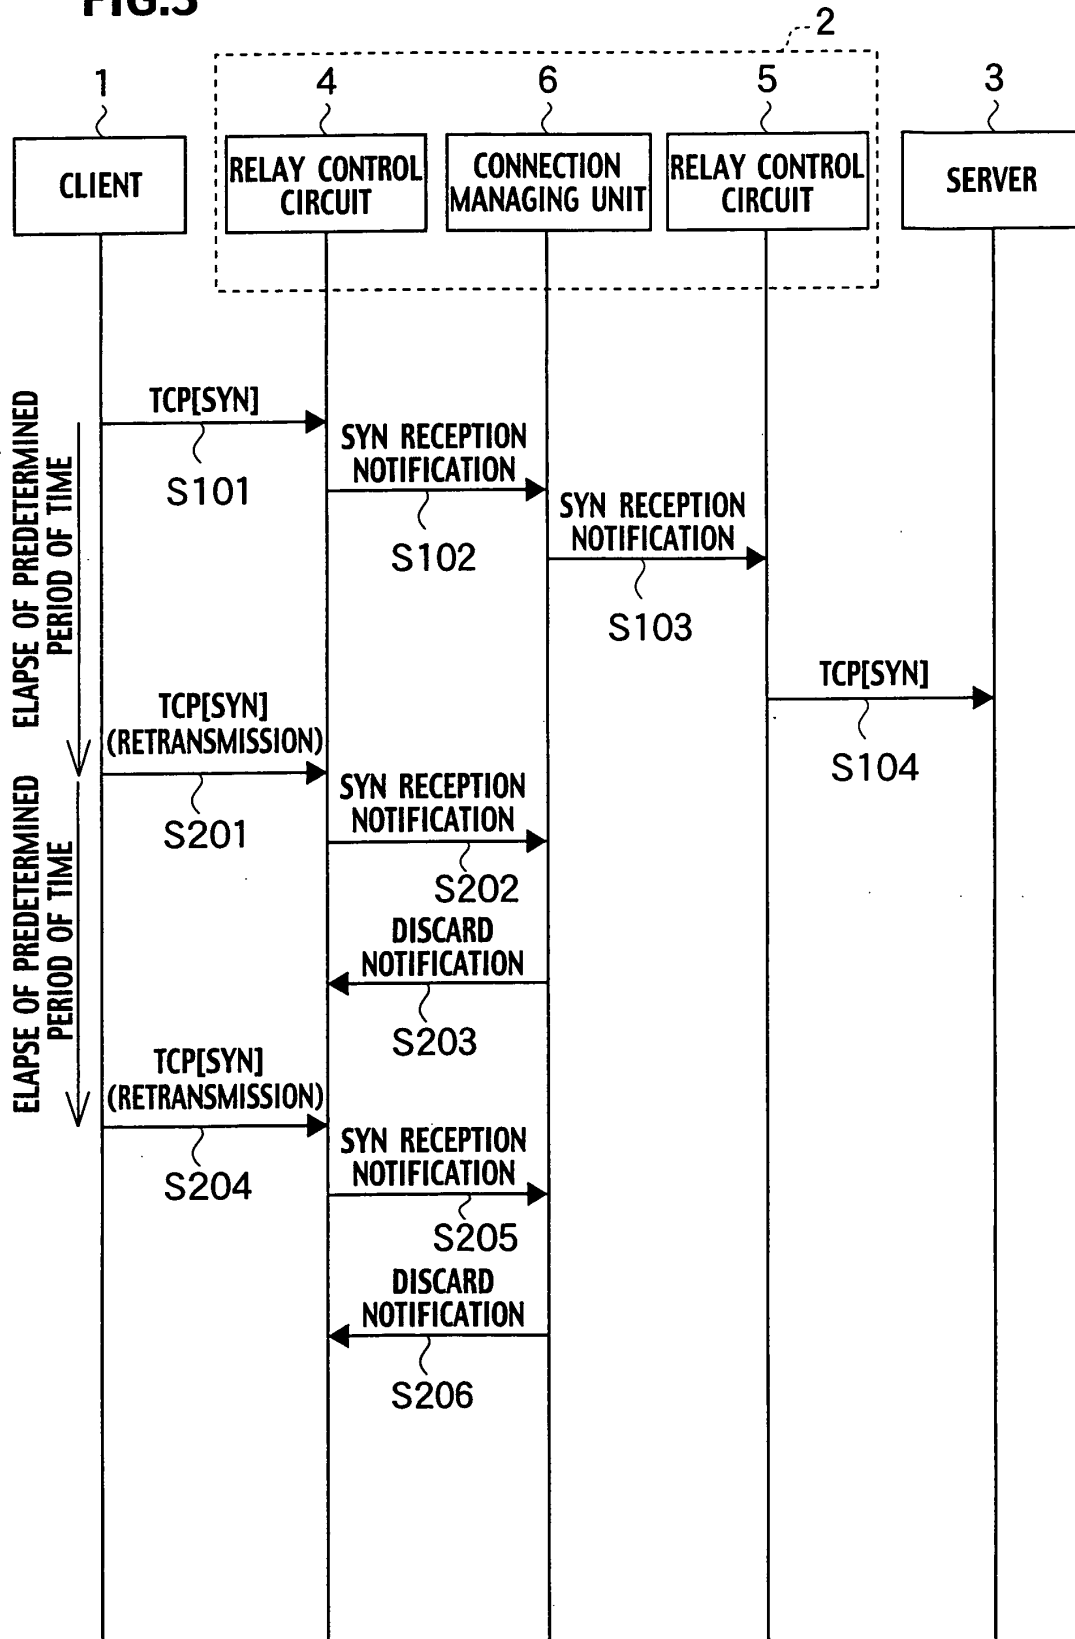 FIG.3
2
1
4
6
5
3
CLIENT
RELAY CONTROL
CIRCUIT
CONNECTION
MANAGING UNIT
RELAY CONTROL
CIRCUIT
SERVER
ELAPSE OF PREDETERMINED
PERIOD OF TIME
TCP[SYN]
S101
SYN RECEPTION
NOTIFICATION
S102
SYN RECEPTION
NOTIFICATION
S103
TCP[SYN]
S104
TCP[SYN]
(RETRANSMISSION)
S201
SYN RECEPTION
NOTIFICATION
S202
ELAPSE OF PREDETERMINED
PERIOD OF TIME
DISCARD
NOTIFICATION
S203
TCP[SYN]
(RETRANSMISSION)
S204
SYN RECEPTION
NOTIFICATION
S205
DISCARD
NOTIFICATION
S206